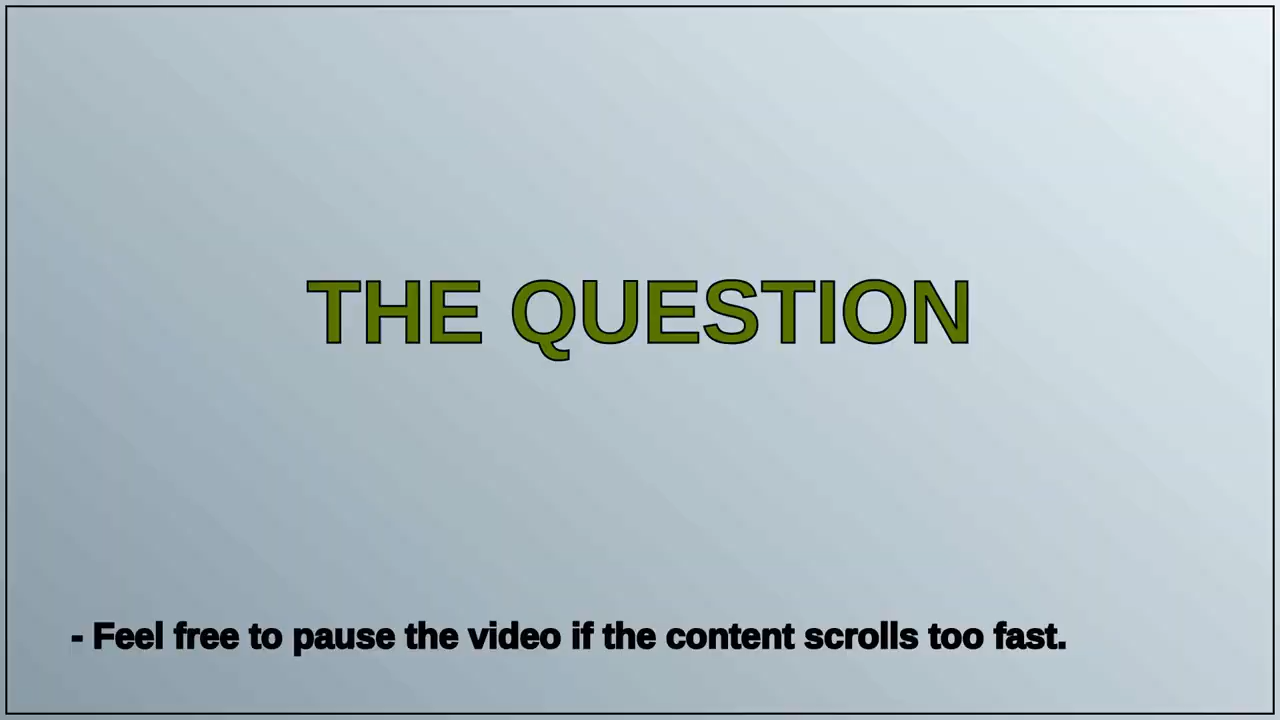 THE QUESTION
- Feel free to pause the video if the content scrolls too fast.